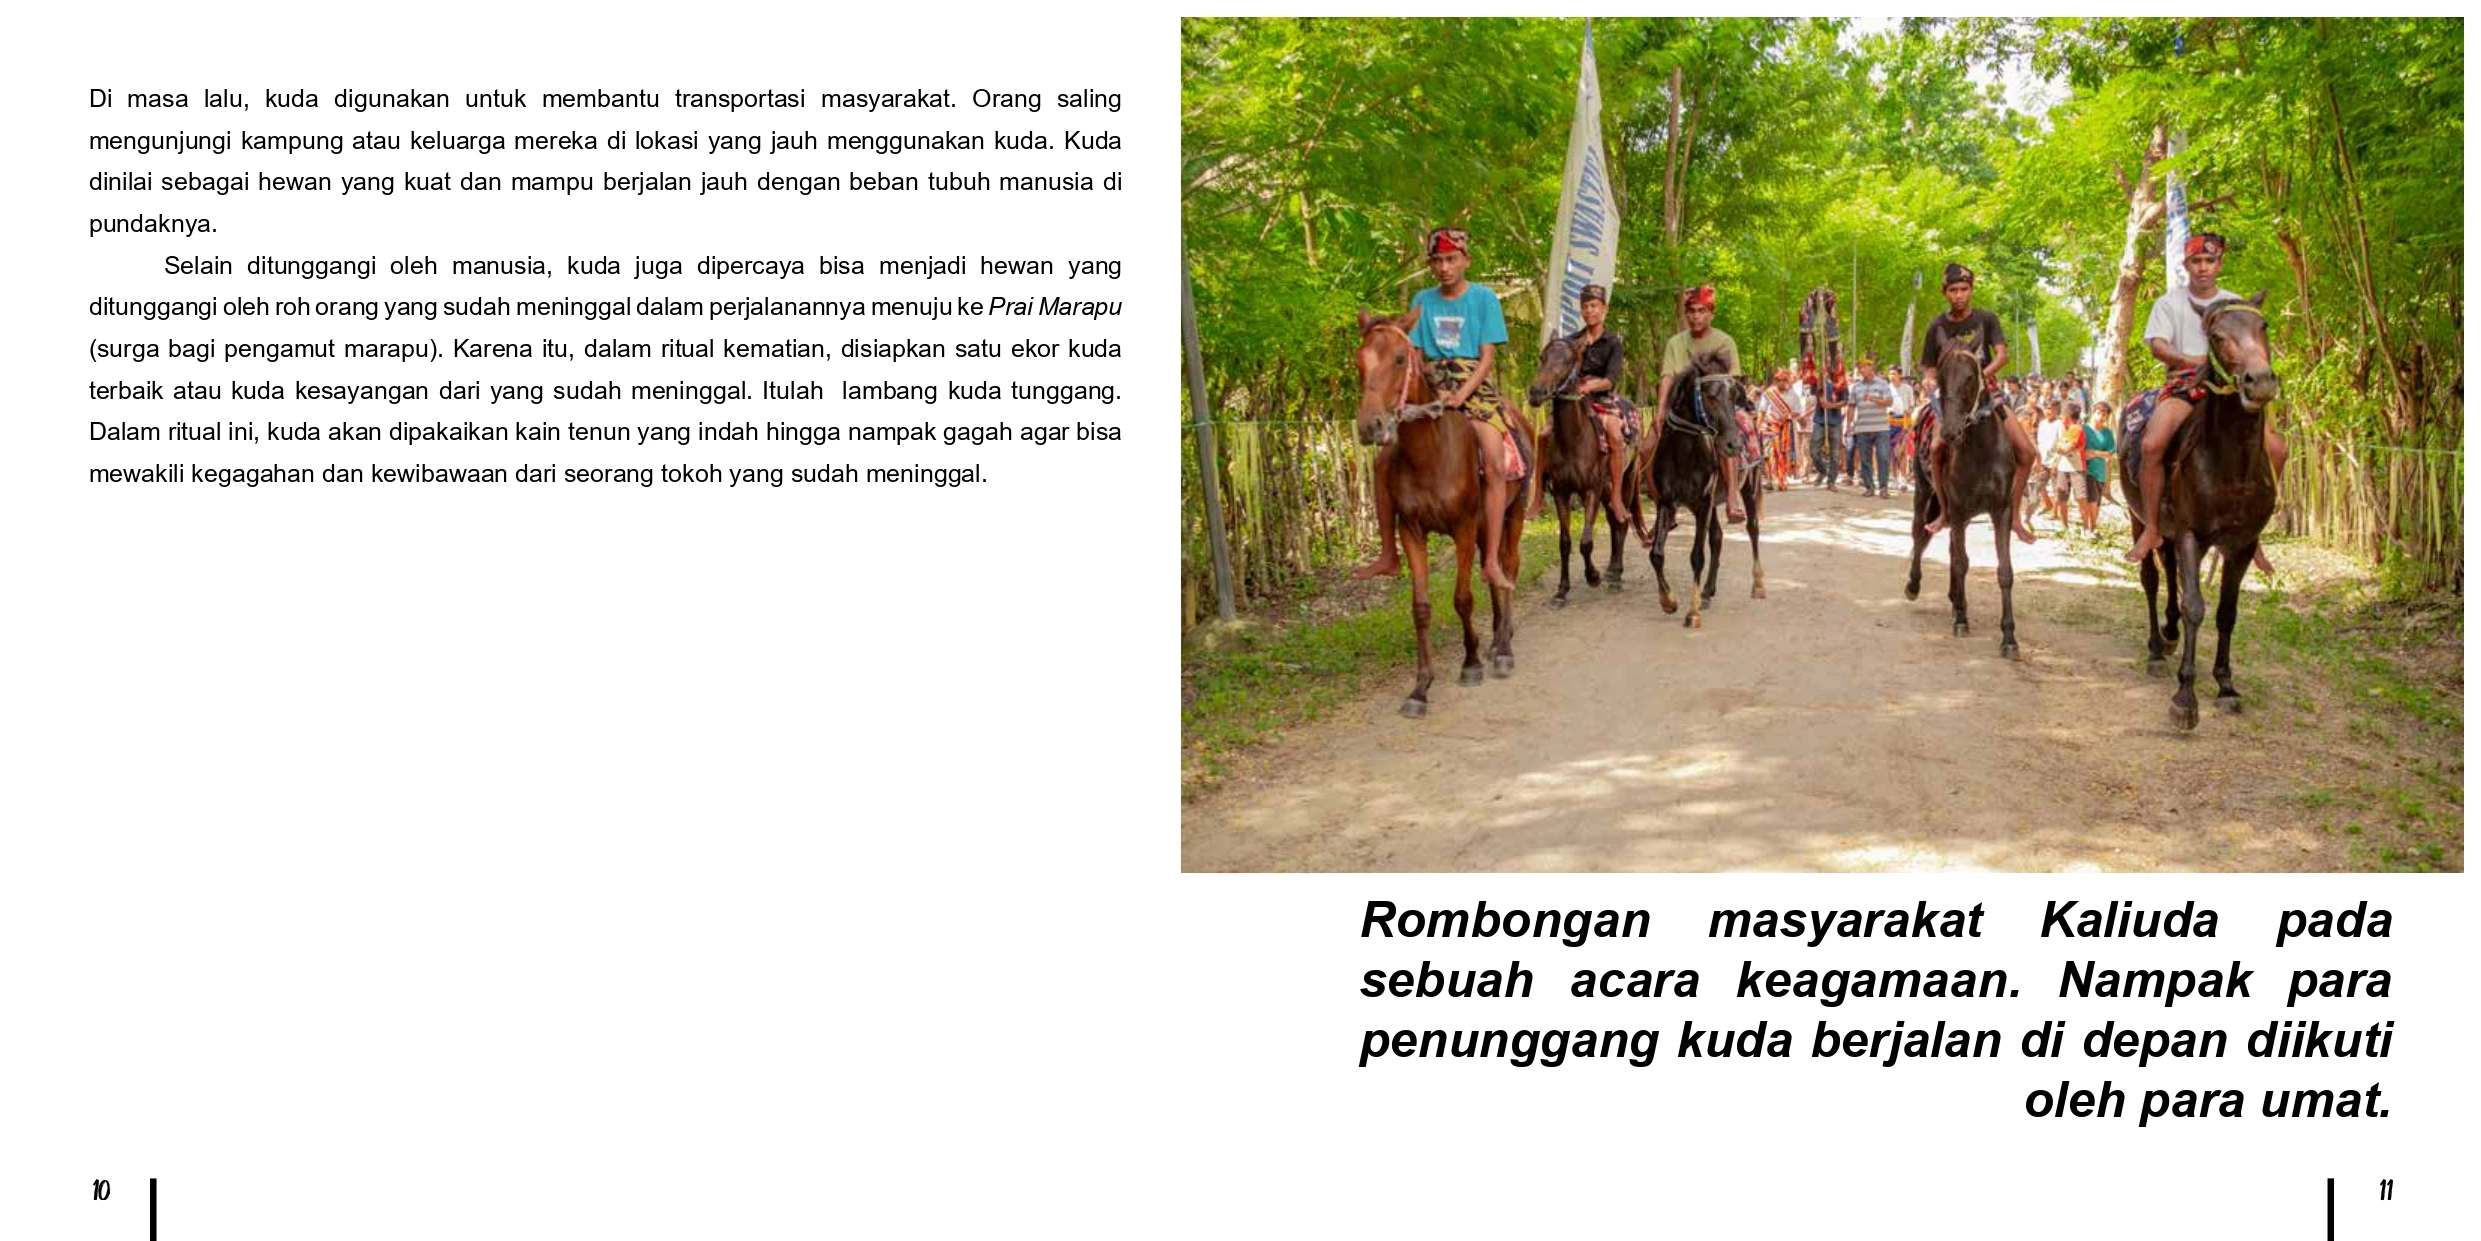 Di masa lalu, kuda digunakan untuk membantu transportasi masyarakat. Orang saling
mengunjungi kampung atau keluarga mereka di lokasi yang jauh menggunakan kuda. Kuda
dinilai sebagai hewan yang kuat dan mampu berjalan jauh dengan beban tubuh manusia di
pundaknya.
Selain ditunggangi oleh manusia, kuda juga dipercaya bisa menjadi hewan yang
ditunggangi oleh roh orang yang sudah meninggal dalam perjalanannya menuju ke Prai Marapu
(surga bagi pengamut marapu). Karena itu, dalam ritual kematian, disiapkan satu ekor kuda
terbaik atau kuda kesayangan dari yang sudah meninggal. Itulah lambang kuda tunggang.
Dalam ritual ini, kuda akan dipakaikan kain tenun yang indah hingga nampak gagah agar bisa
mewakili kegagahan dan kewibawaan dari seorang tokoh yang sudah meninggal.
Rombongan masyarakat Kaliuda pada
sebuah acara keagamaan. Nampak para
penunggang kuda berjalan di depan diikuti
oleh para umat.
10
11